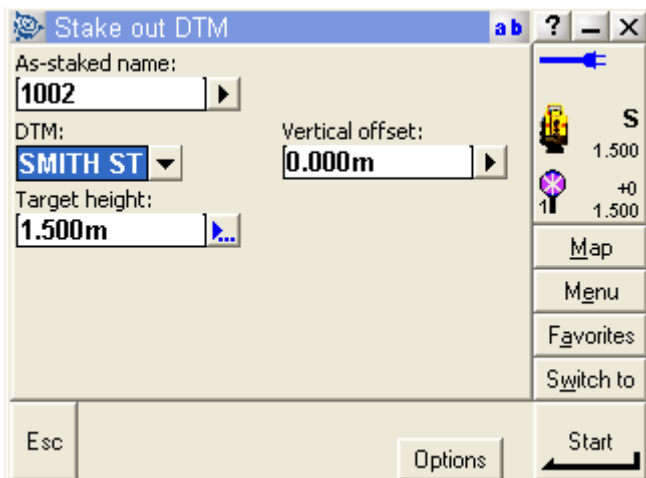 Stake out DTM
ab
?
As-staked name:
1002
DTM:
Vertical offset:
SMITH ST
0.000m
Target height:
1.500m
...
S
1.500
+0
1
1.500
Map
Menu
Favorites
Switch to
Esc
Options
Start